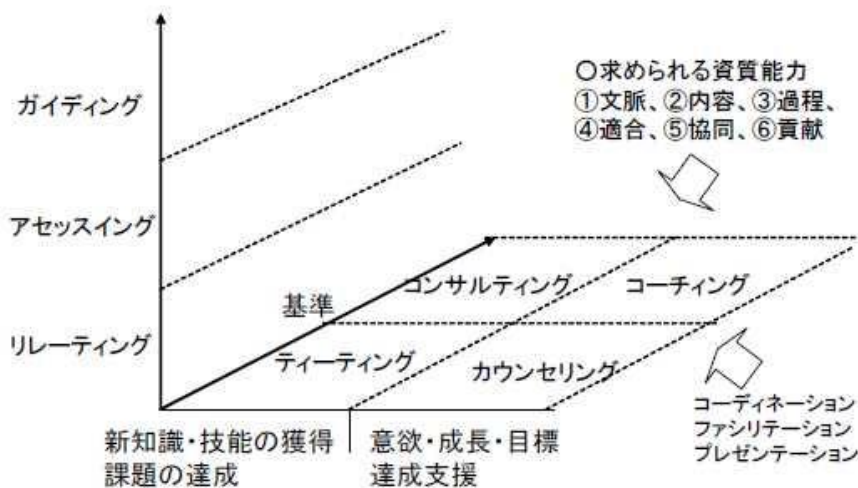 ガイディング
○求められる資質能力
①文脈、②内容、③過程、
④適合、⑤協同、⑥貢献
アセッスイング
コンサルティング
コーチィング
基準
リレーティング
ティーティング
カウンセリング
コーディネーション
ファシリテーション
プレゼンテーション
新知識・技能の獲得
課題の達成
意欲・成長・目標
達成支援